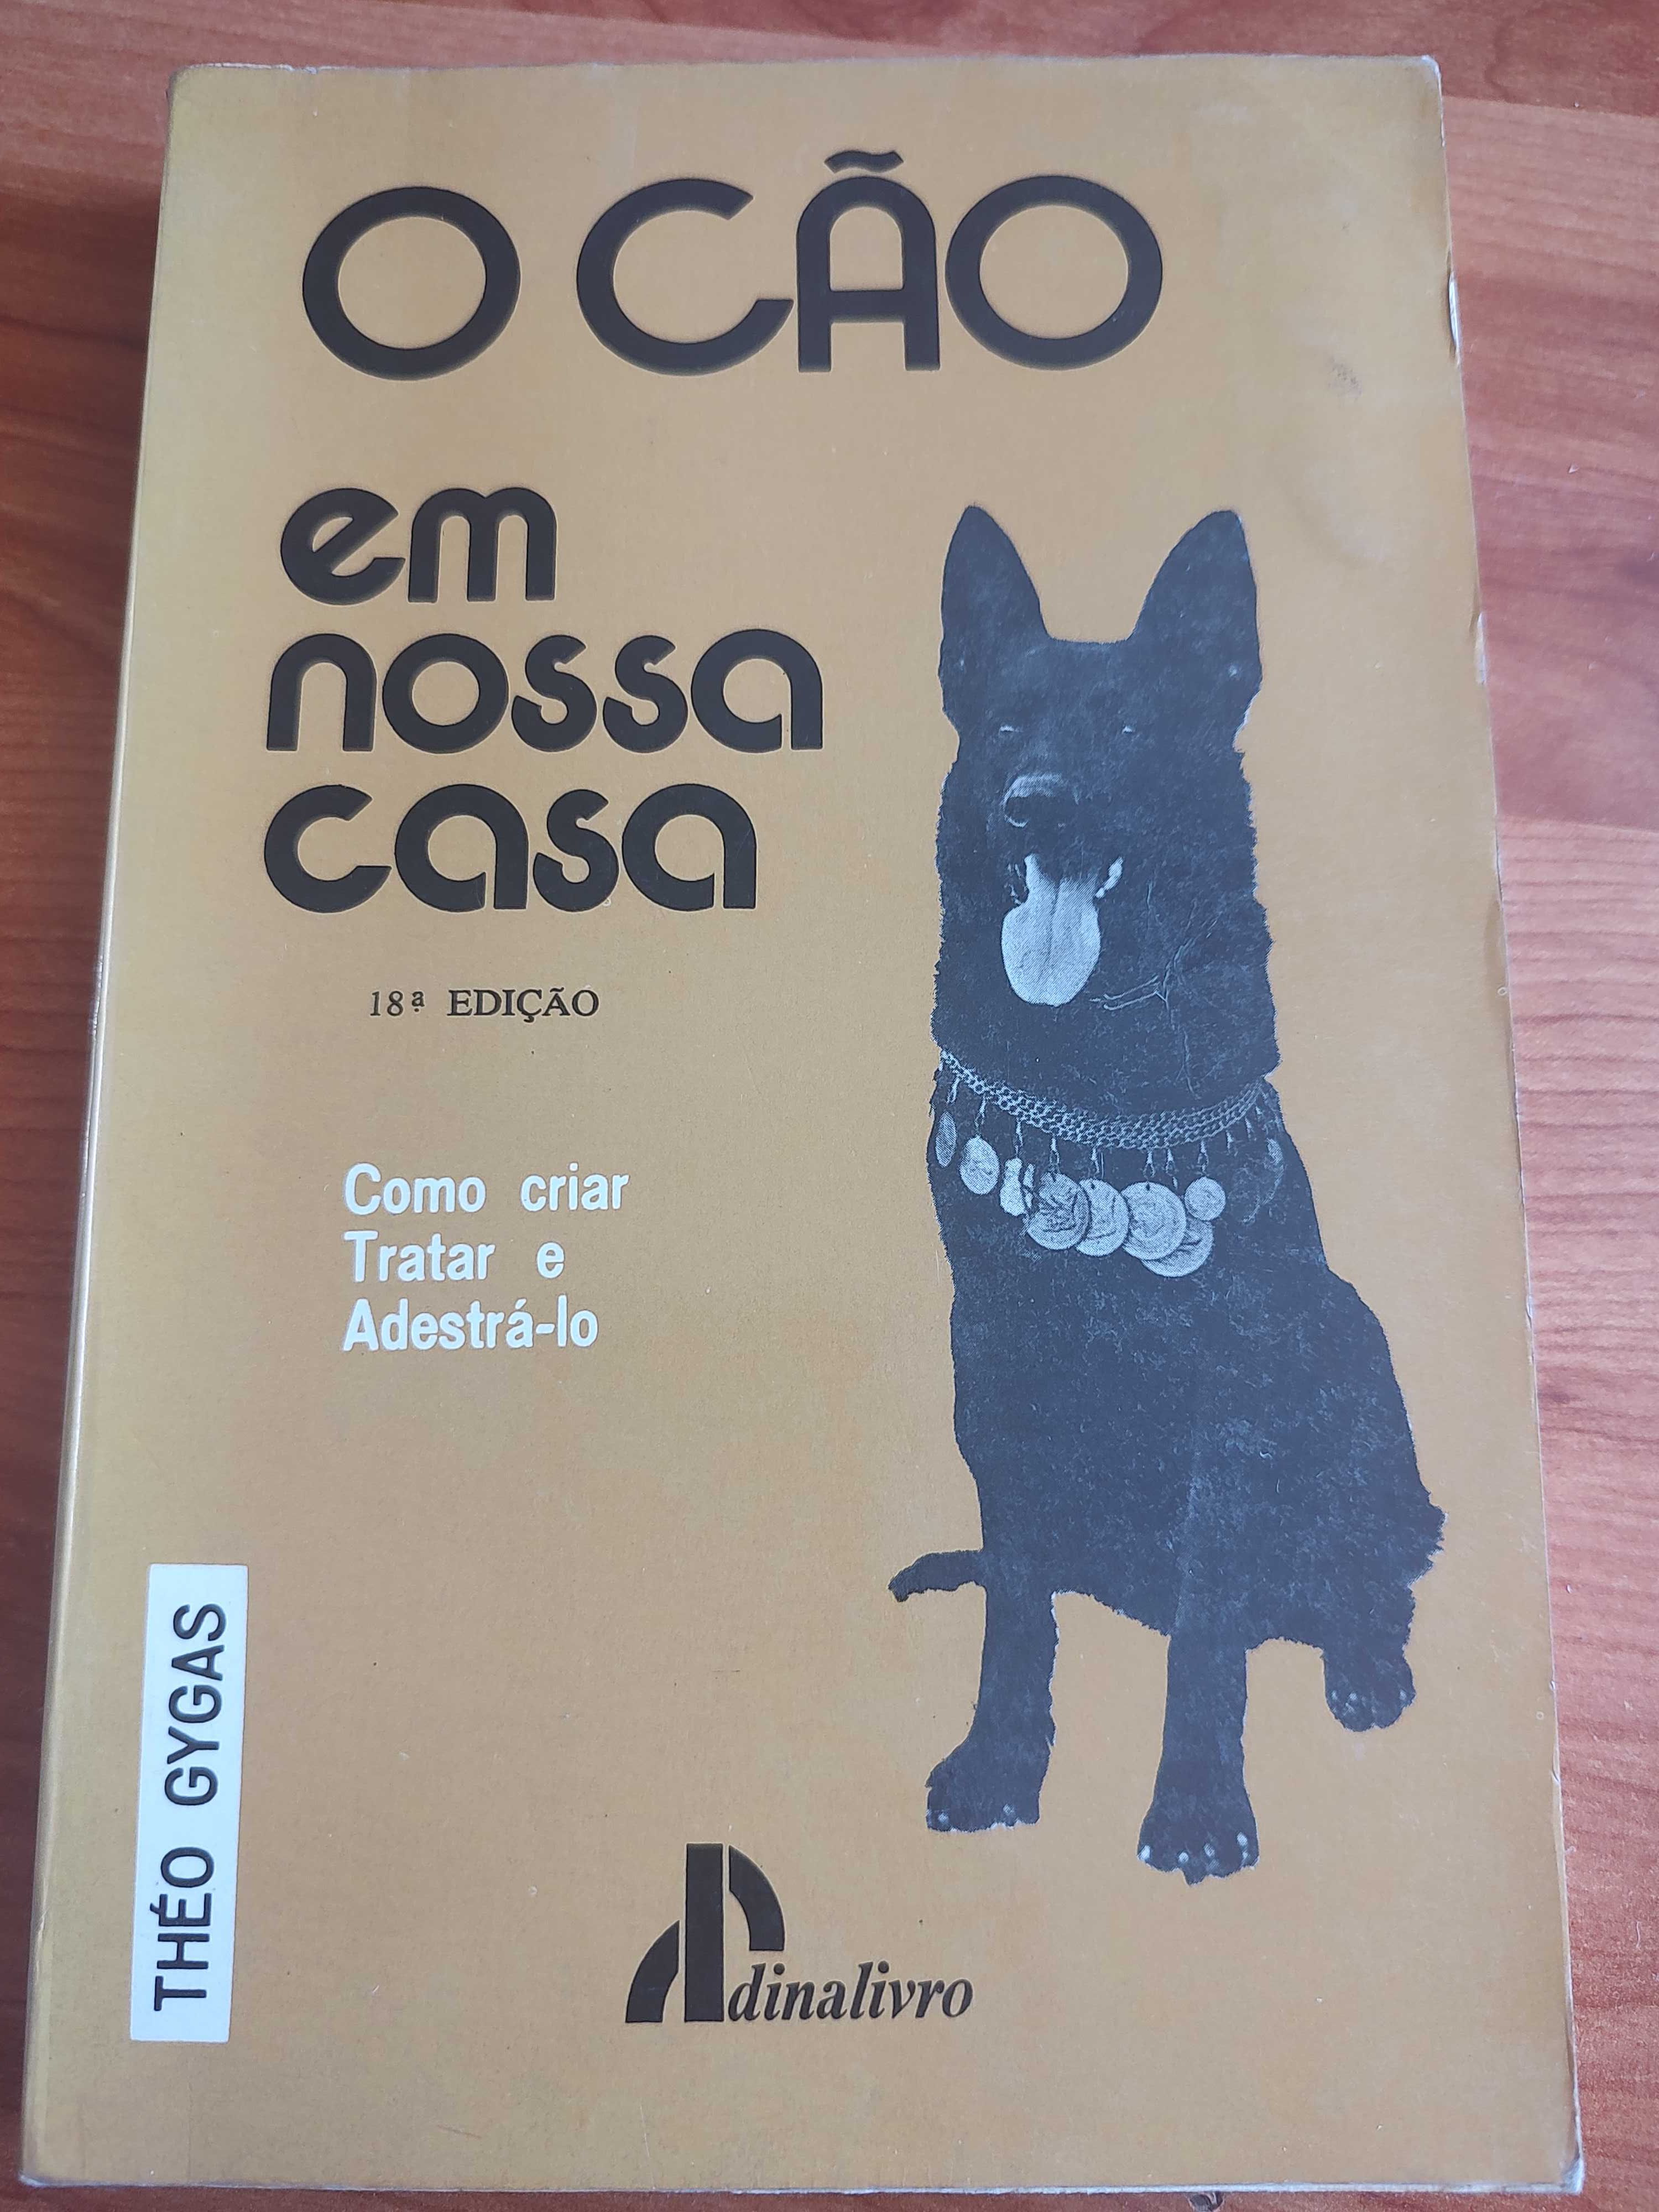 O CÃO
em
nossa
casa
18ª EDIÇÃO
Como criar
Tratar e
Adestrá-lo
THÉO GYGAS
dinalivro